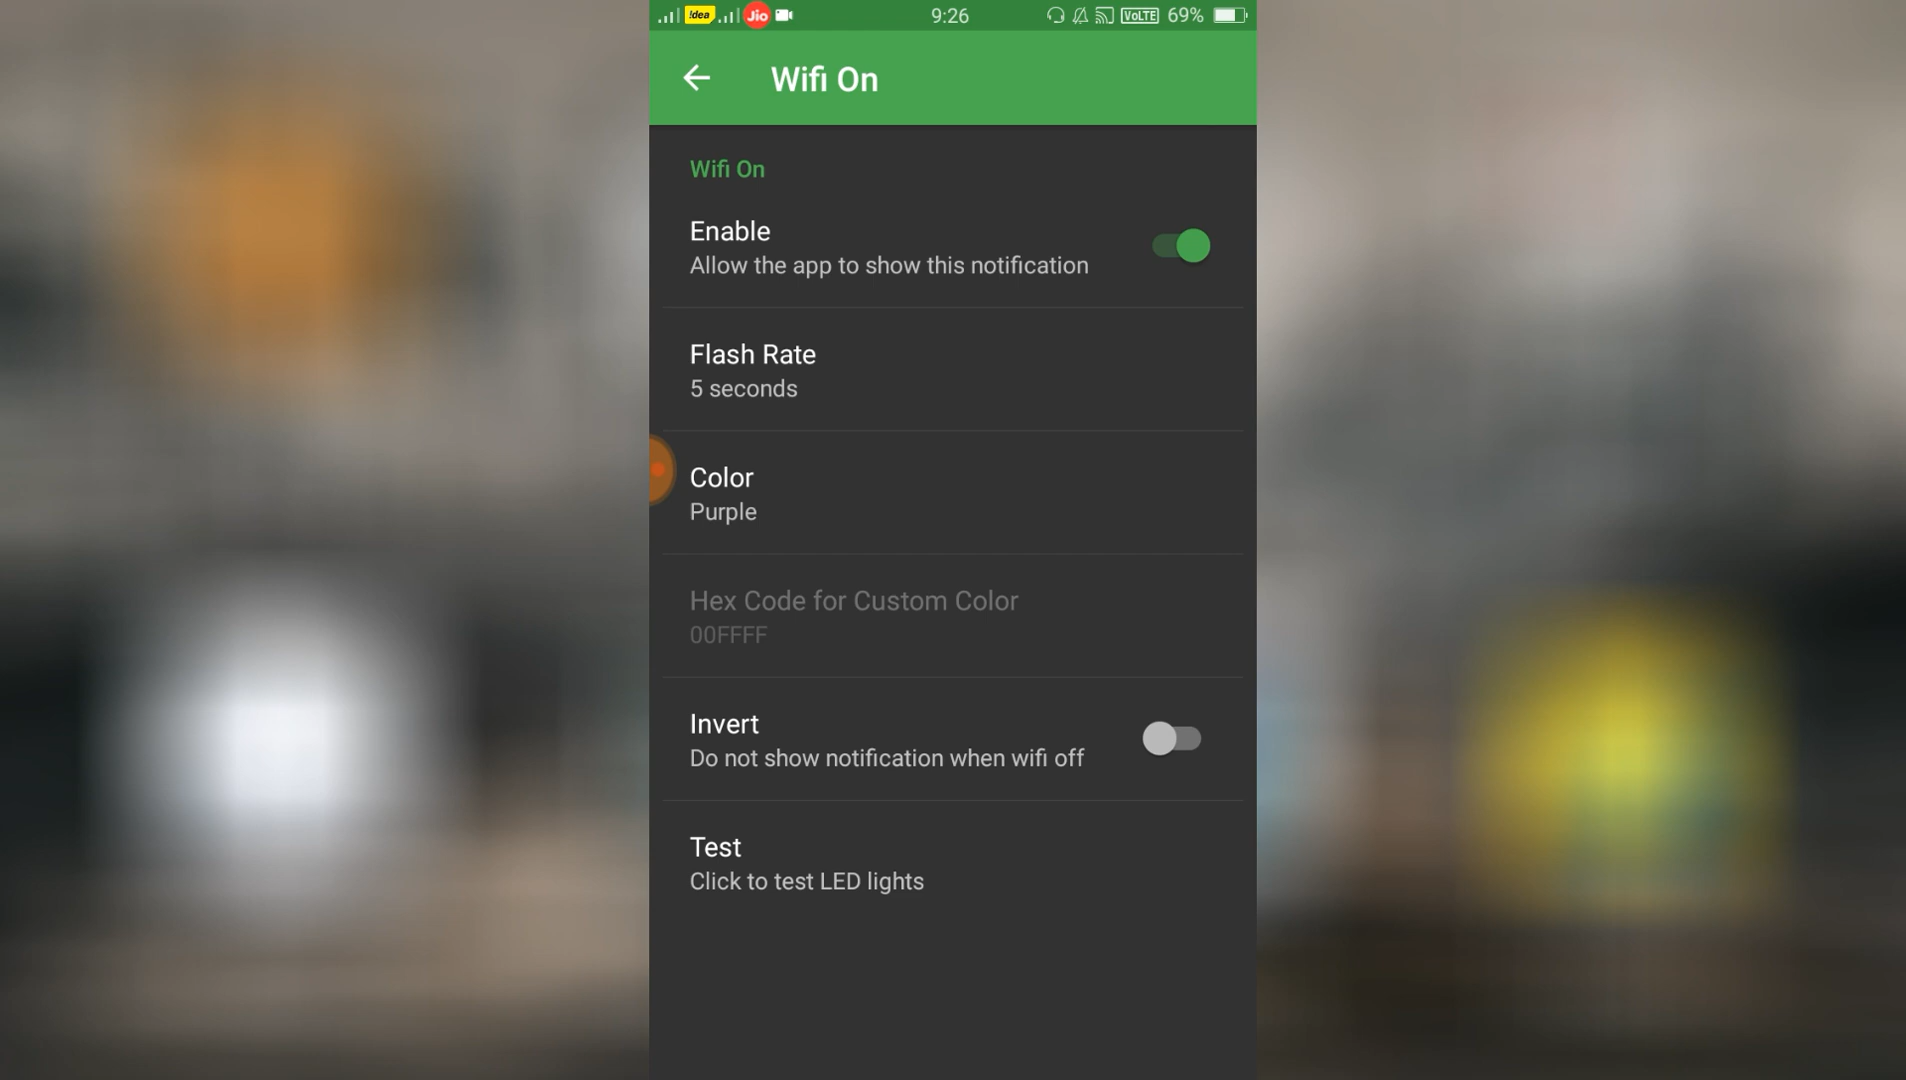 !dea Jio 9:26 VoLTE 69%
Wifi On
Wifi On
Enable
Allow the app to show this notification
Flash Rate
5 seconds
Color
Purple
Hex Code for Custom Color
00FFFF
Invert
Do not show notification when wifi off
Test
Click to test LED lights